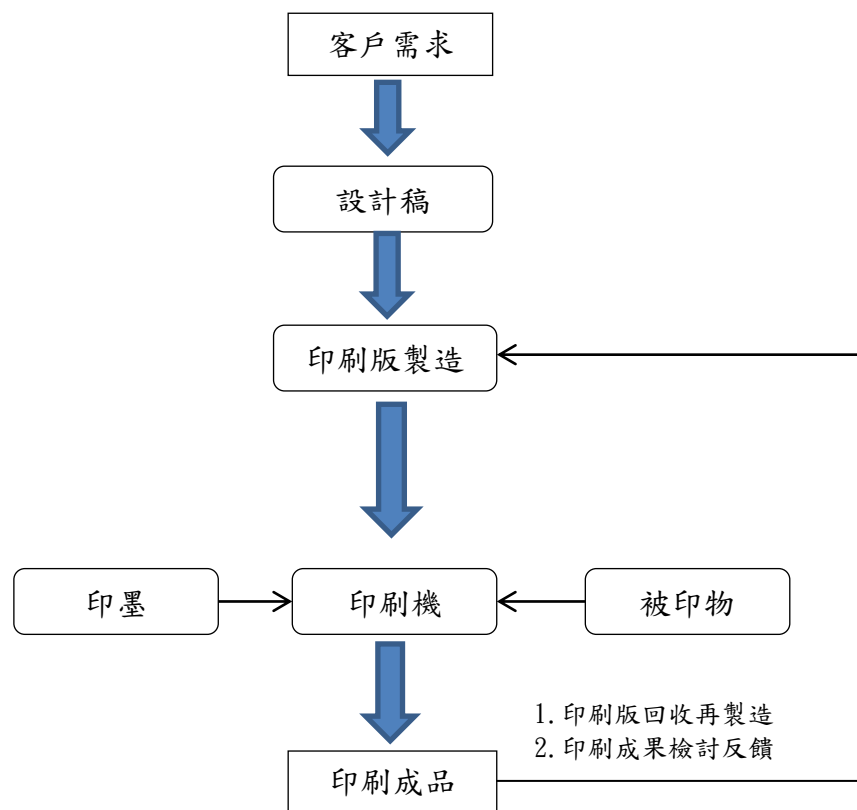 客戶需求
設計稿
印刷版製造
印墨
印刷機
被印物
1.印刷版回收再製造
2.印刷成果檢討反饋
印刷成品